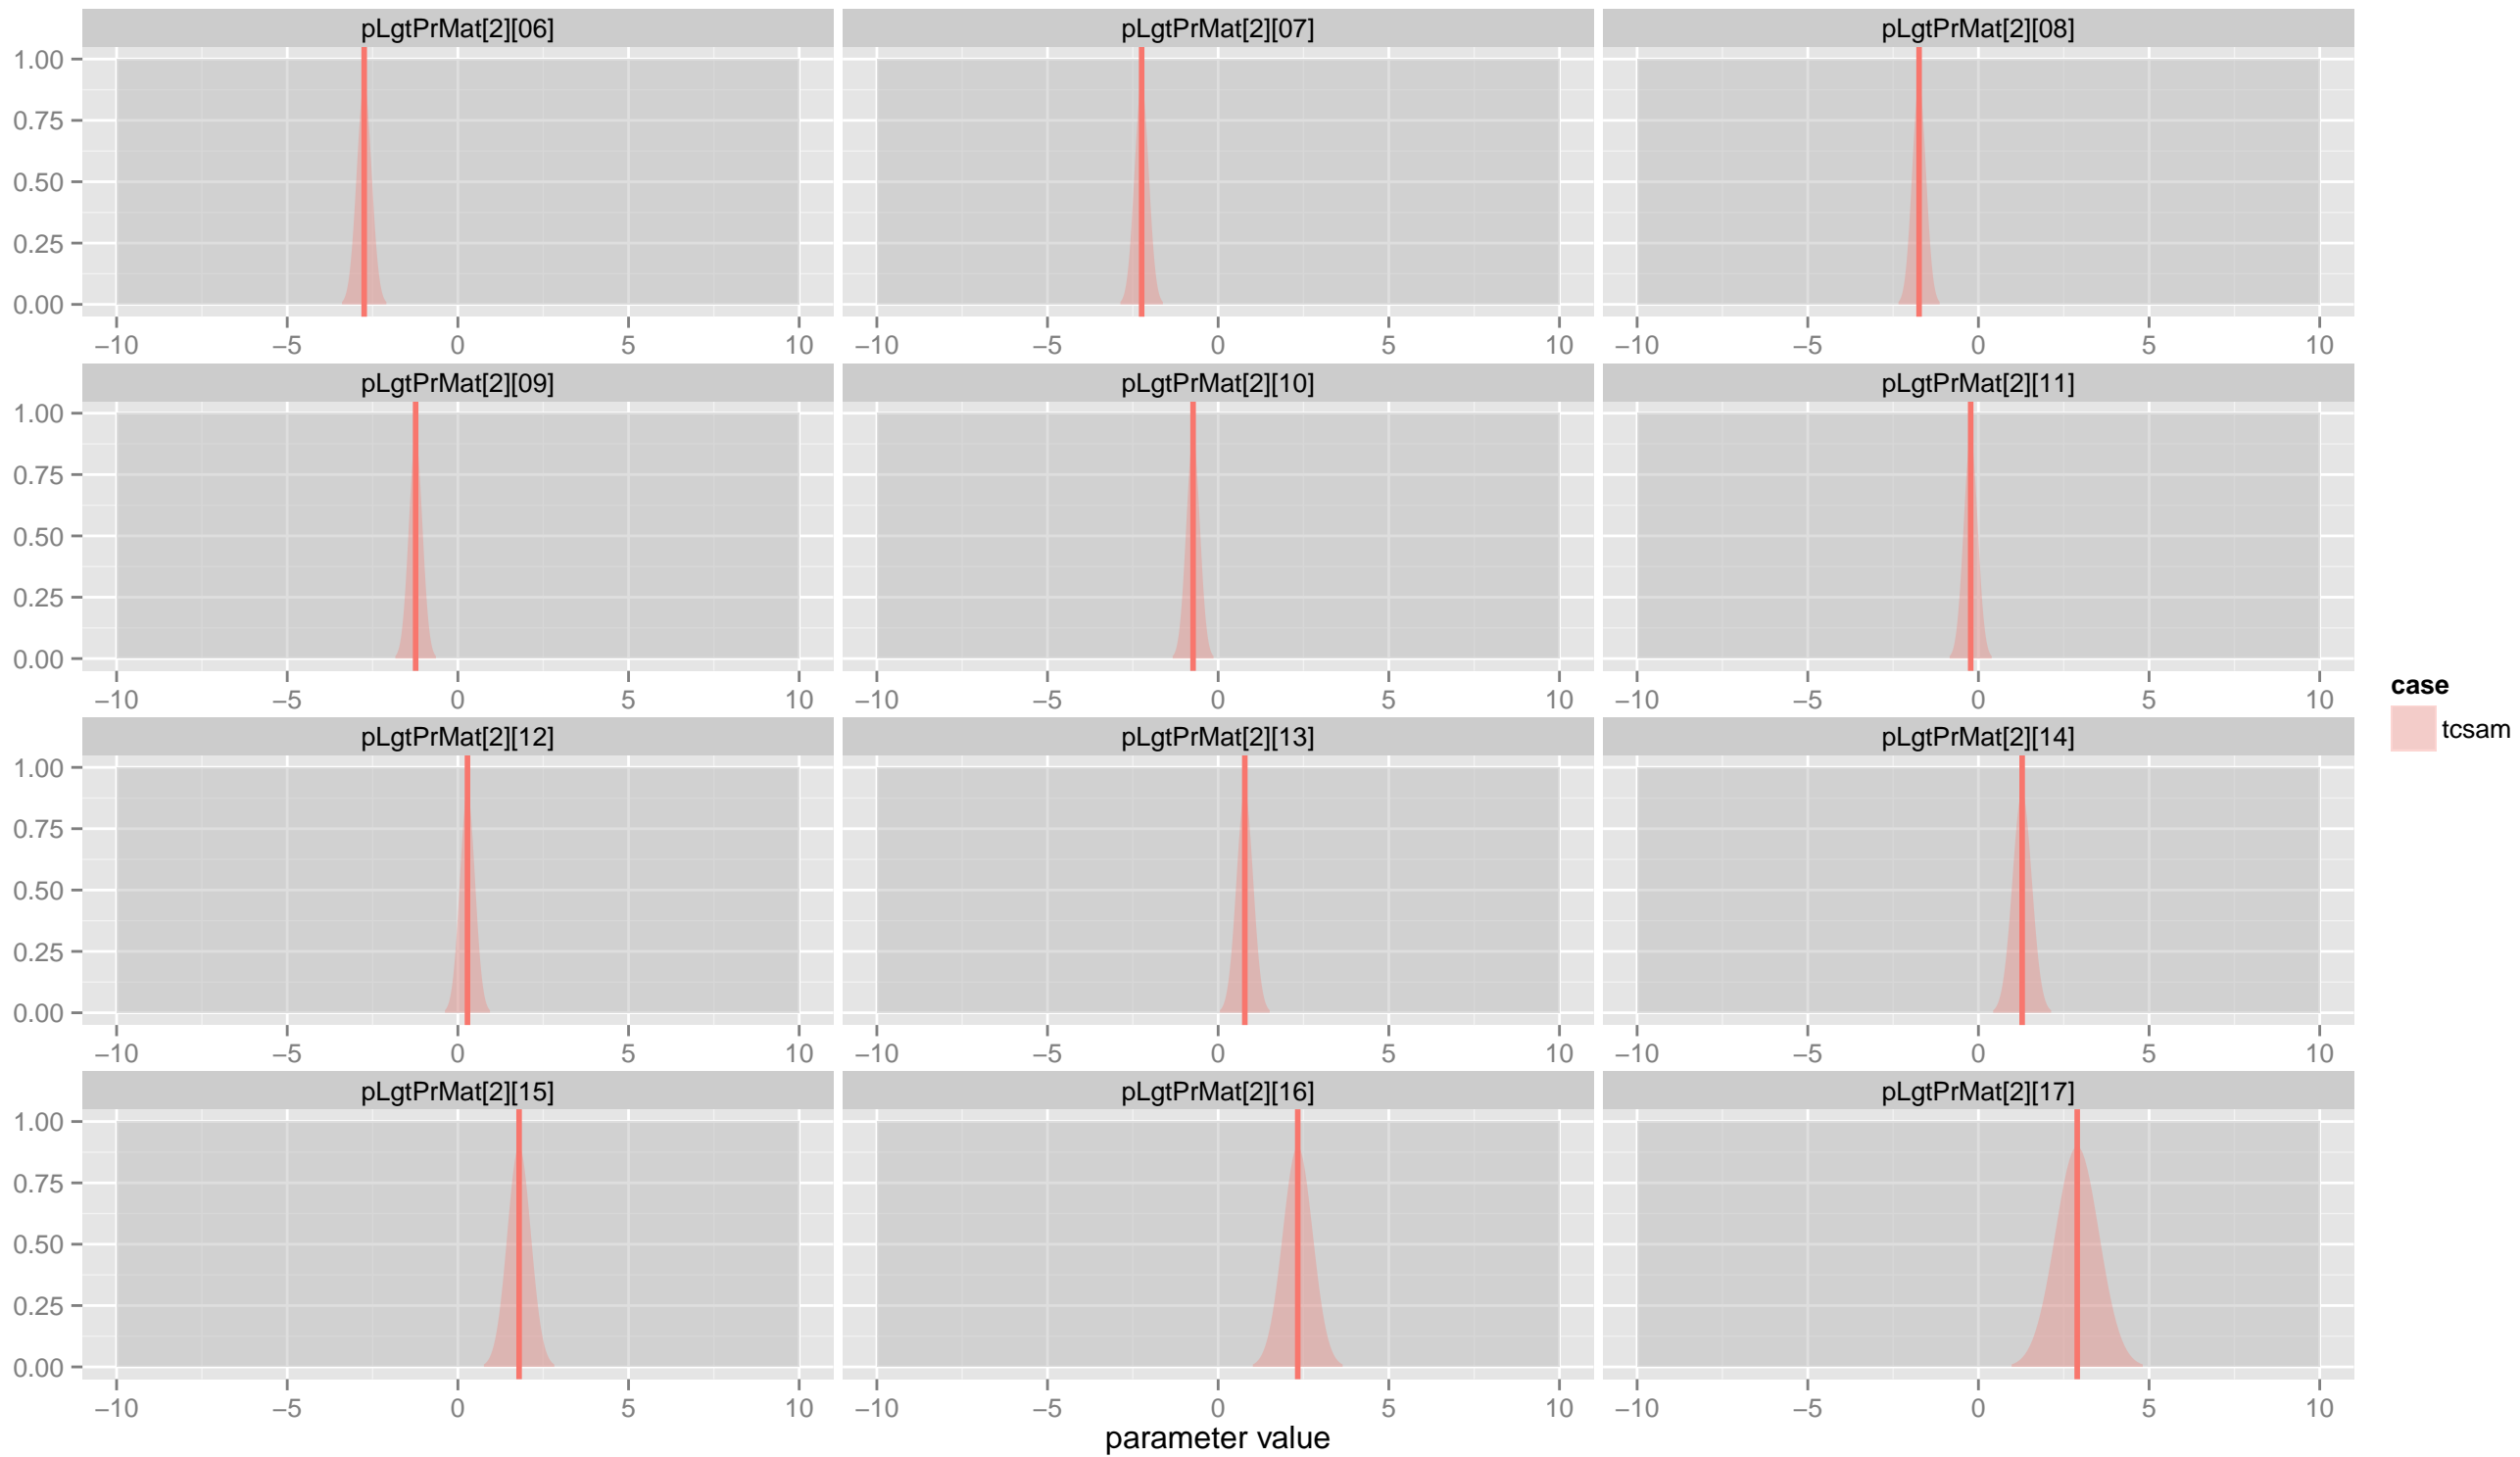 pLgtPrMat[2][06] pLgtPrMat[2][07] pLgtPrMat[2][08]
1.00
0.75
0.50
0.25
0.00
−10 −5 0 5 10 −10 −5 0 5 10 −10 −5 0 5 10
pLgtPrMat[2][09] pLgtPrMat[2][10] pLgtPrMat[2][11]
1.00
0.75
0.50
0.25
0.00
−10 −5 0 5 10 −10 −5 0 5 10 −10 −5 0 5 10
case
tcsam
pLgtPrMat[2][12] pLgtPrMat[2][13] pLgtPrMat[2][14]
1.00
0.75
0.50
0.25
0.00
−10 −5 0 5 10 −10 −5 0 5 10 −10 −5 0 5 10
pLgtPrMat[2][15] pLgtPrMat[2][16] pLgtPrMat[2][17]
1.00
0.75
0.50
0.25
0.00
−10 −5 0 5 10 −10 −5 0 5 10 −10 −5 0 5 10
parameter value